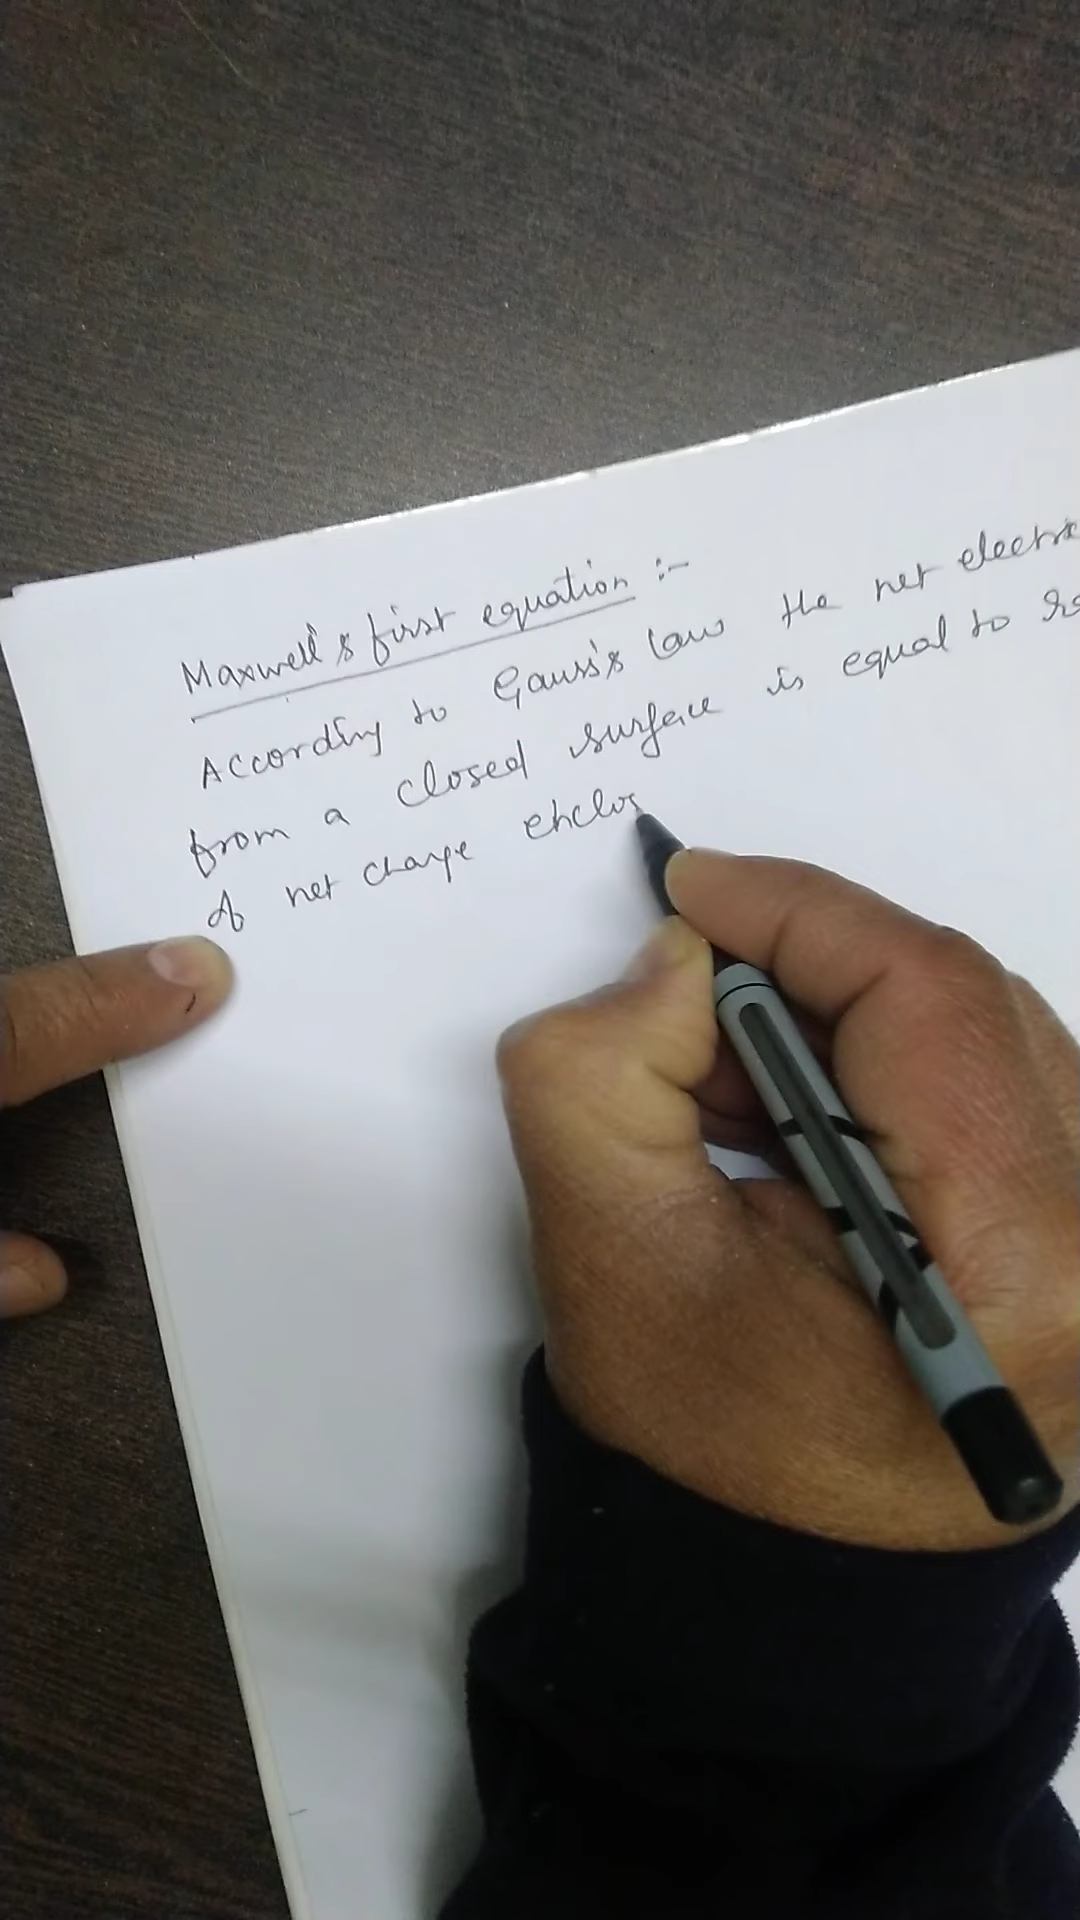 Maxwell's first equation :-
According to Gauss's law the net electric
from a closed surface is equal to
of net charge enclos